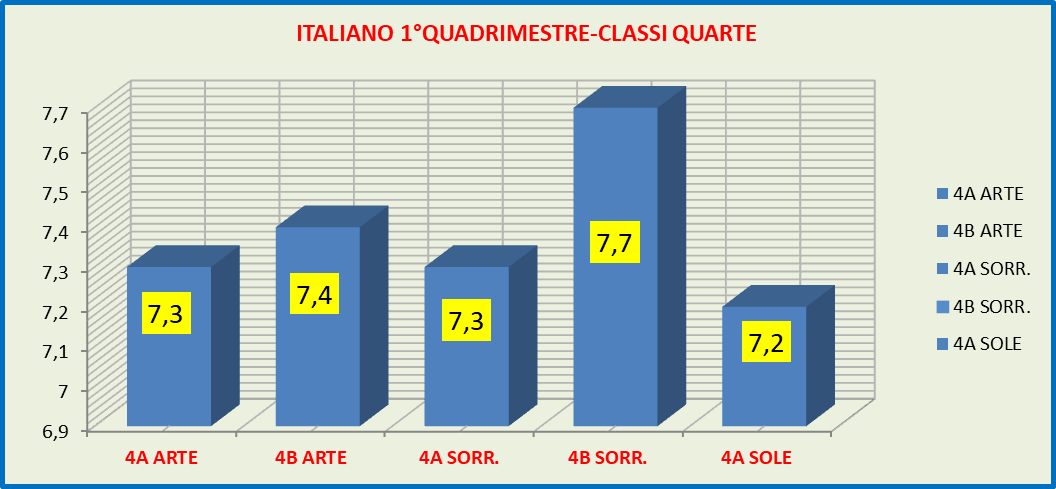 ITALIANO 1°QUADRIMESTRE-CLASSI QUARTE
7,7
7,6
7,5
7,4
7,3
7,2
7,1
7
6,9
7,3
7,4
7,3
7,7
7,2
4A ARTE
4B ARTE
4A SORR.
4B SORR.
4A SOLE
4A ARTE
4B ARTE
4A SORR.
4B SORR.
4A SOLE